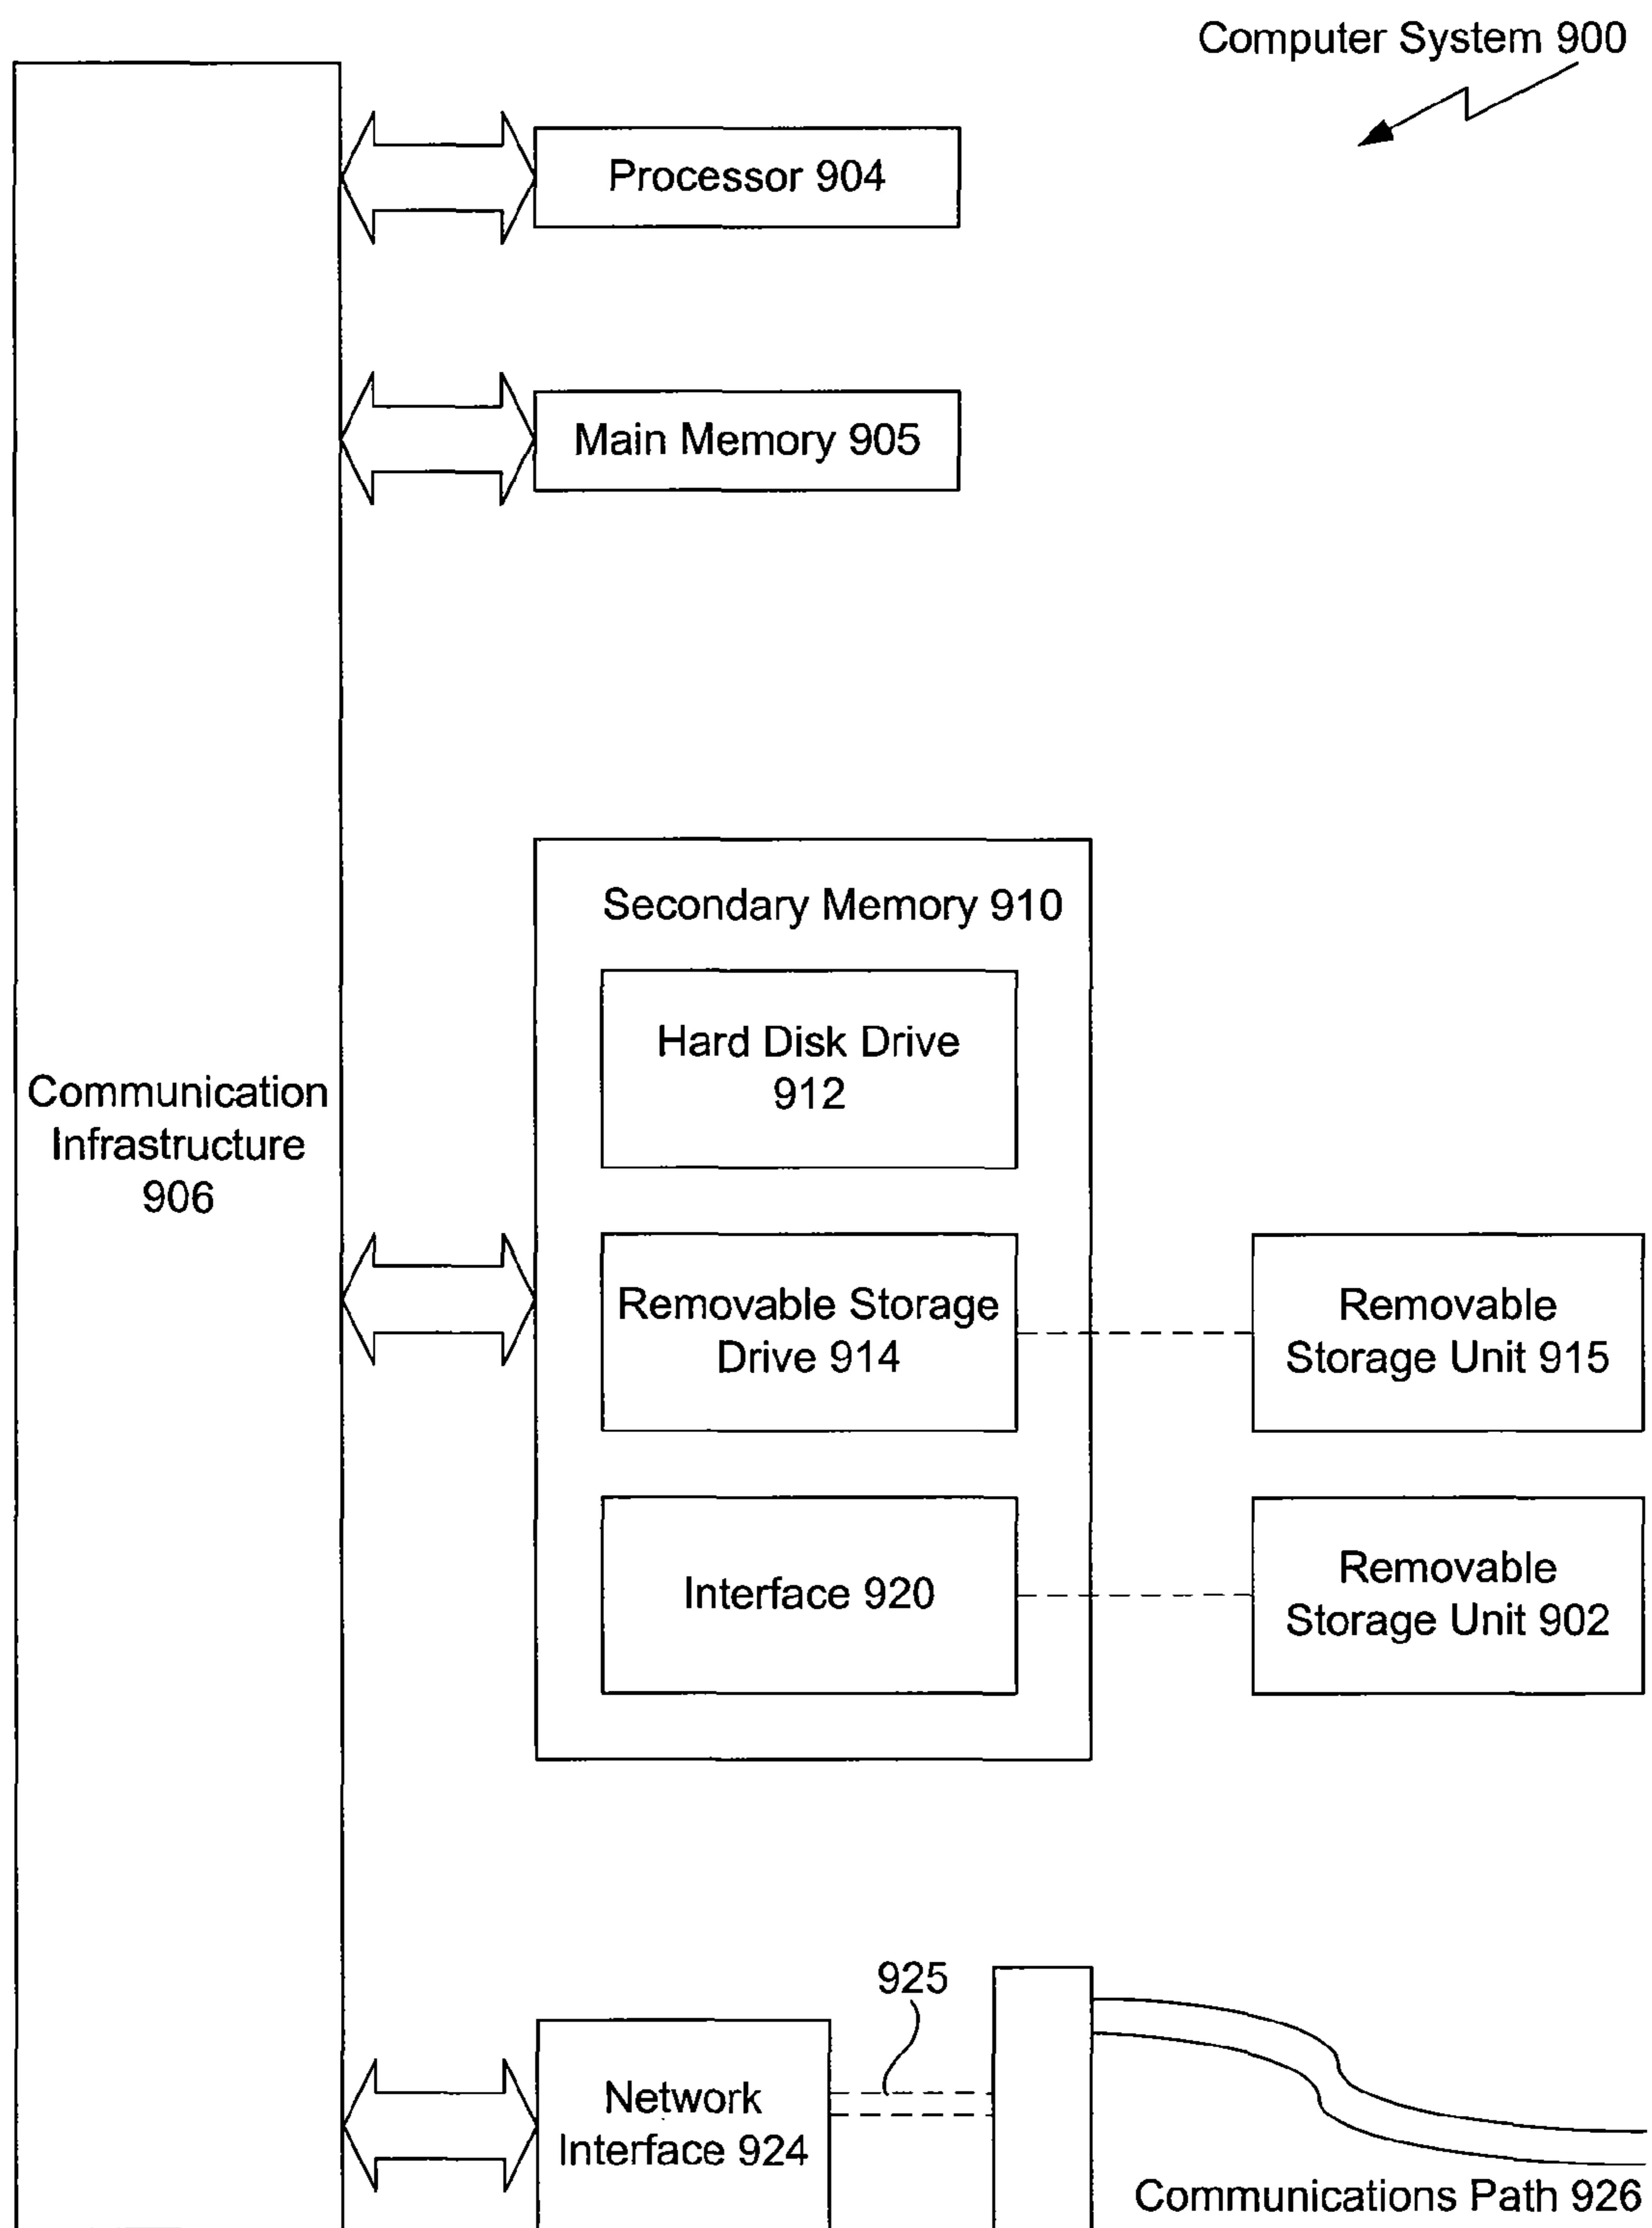 Computer System 900
Processor 904
Main Memory 905
Secondary Memory 910
Hard Disk Drive
912
Communication
Infrastructure
906
Removable Storage
Drive 914
Removable
Storage Unit 915
Interface 920
Removable
Storage Unit 902
925
Network
Interface 924
Communications Path 926